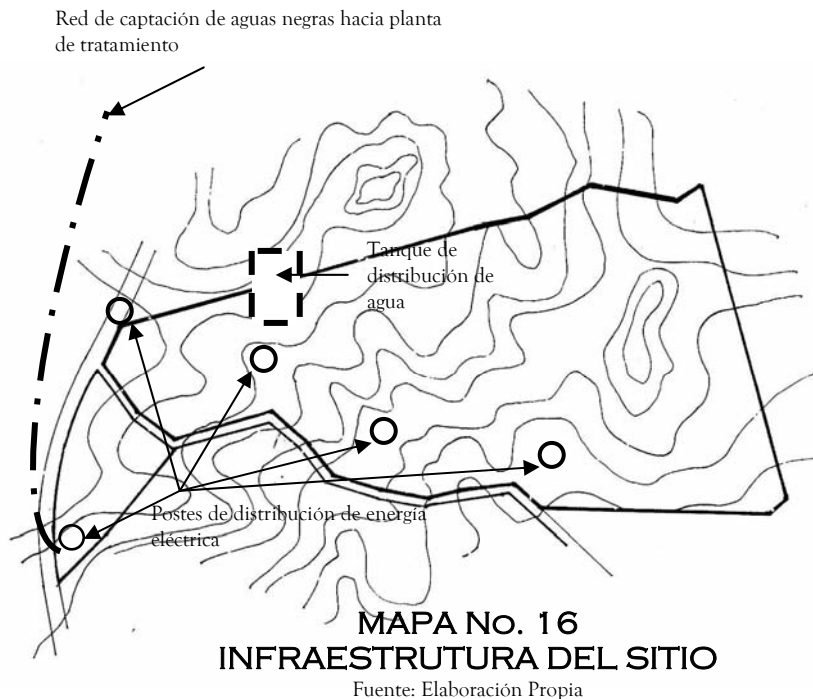 Red de captación de aguas negras hacia planta
de tratamiento
Tanque de
distribución de
agua
Postes de distribución de energía
eléctrica
MAPA No. 16
INFRAESTRUTURA DEL SITIO
Fuente: Elaboración Propia